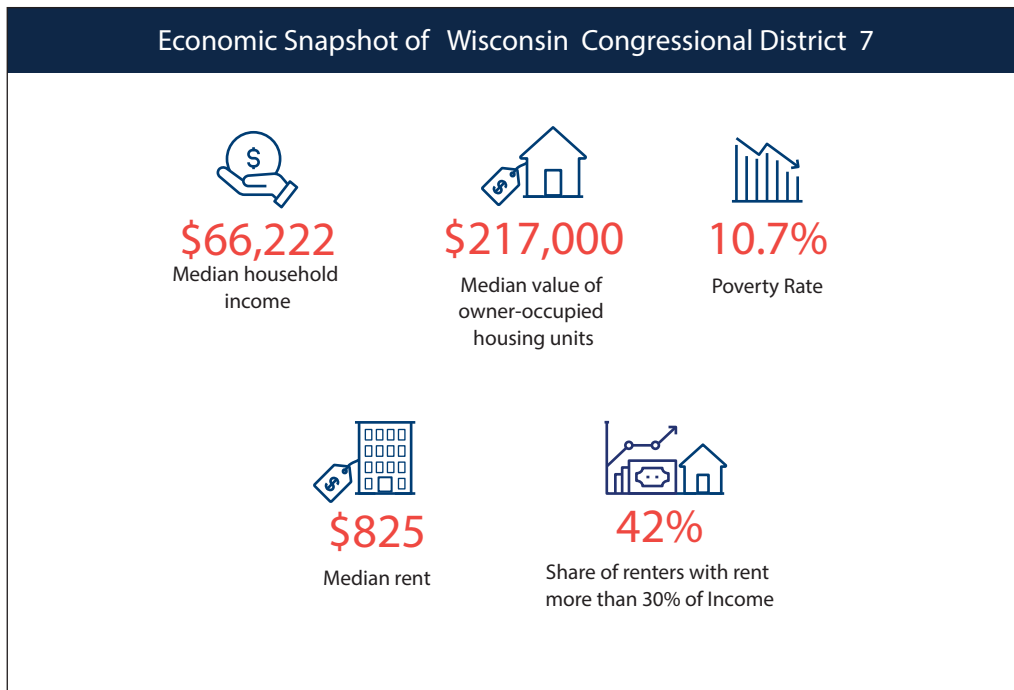 Economic Snapshot of Wisconsin Congressional District 7
$
$66,222
Median household
income
$
$217,000
Median value of
owner-occupied
housing units
10.7%
Poverty Rate
$
$825
Median rent
42%
Share of renters with rent
more than 30% of Income